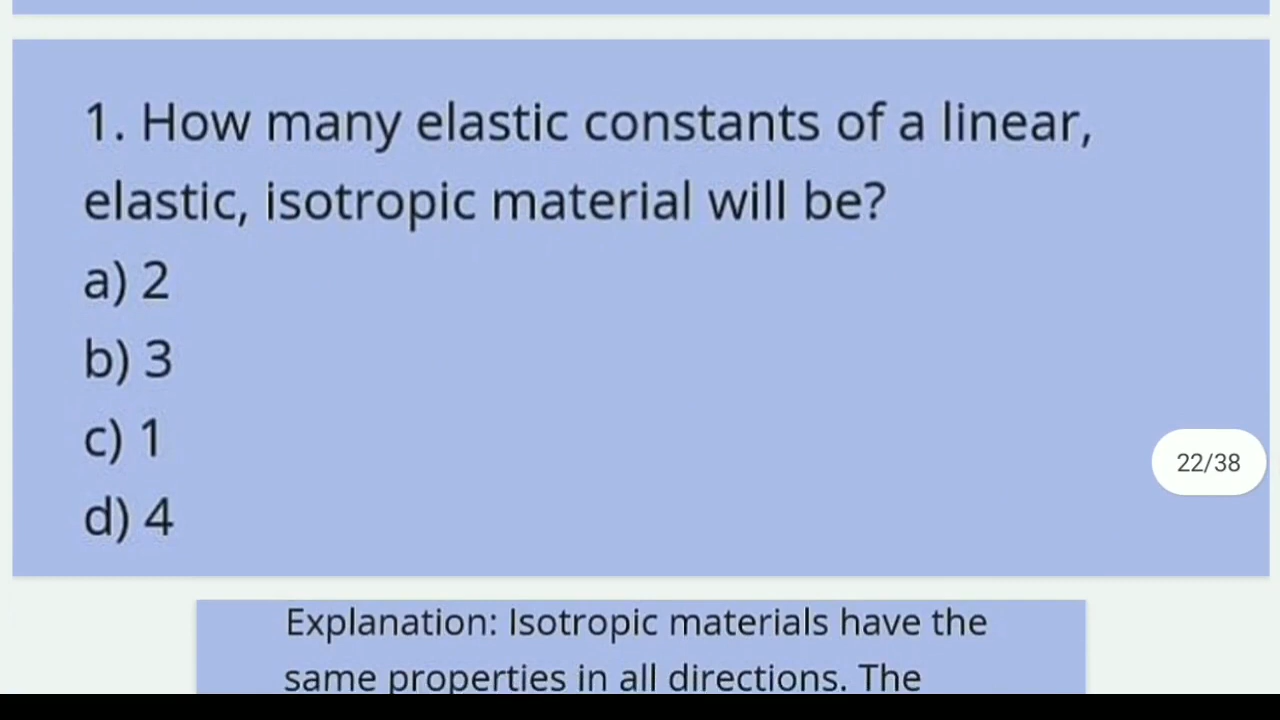 1. How many elastic constants of a linear,
elastic, isotropic material will be?
a) 2
b) 3
c) 1
d) 4
22/38
Explanation: Isotropic materials have the
same properties in all directions. The